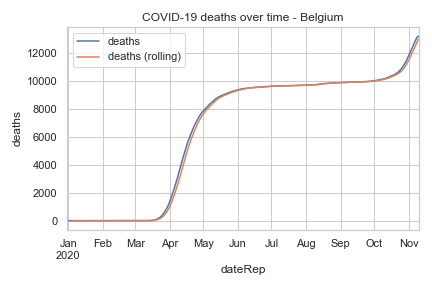 COVID-19 deaths over time - Belgium
deaths
deaths (rolling)
deaths
12000
10000
8000
6000
4000
2000
0
Jan Feb Mar Apr May Jun Jul Aug Sep Oct Nov
2020
dateRep